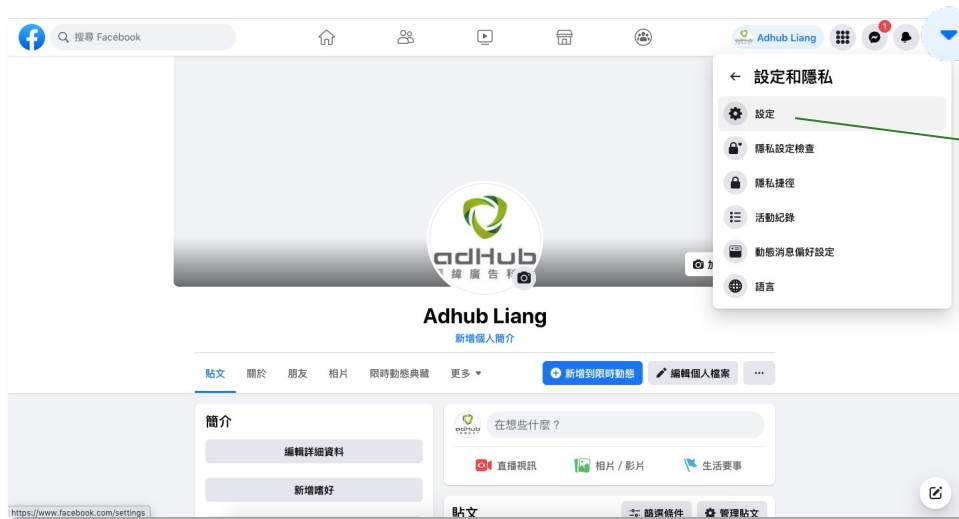 搜尋 Facebook
Adhub Liang
1
設定和隱私
設定
隱私設定檢查
隱私捷徑
活動紀錄
動態消息偏好設定
語言
adHub
緯廣告科
Adhub Liang
新增個人簡介
貼文 關於 朋友 相片 限時動態典藏 更多
新增到限時動態 編輯個人檔案 ...
簡介
編輯詳細資料
新增嗜好
在想些什麼？
直播視訊 相片 / 影片 生活要事
貼文 篩選條件 管理貼文
https://www.facebook.com/settings